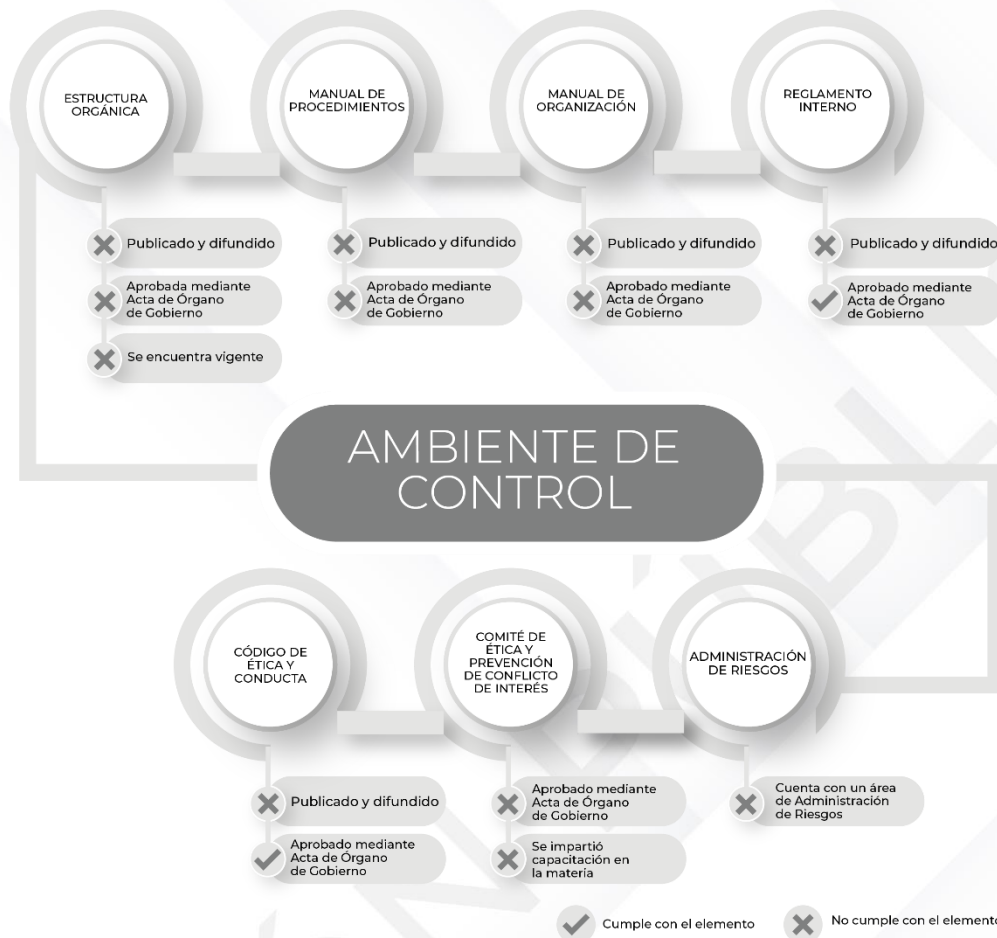 ESTRUCTURA
ORGÁNICA
MANUAL DE
PROCEDIMIENTOS
MANUAL DE
ORGANIZACIÓN
REGLAMENTO
INTERNO
Publicado y difundido
Aprobada mediante
Acta de Órgano
de Gobierno
Se encuentra vigente
Publicado y difundido
Aprobado mediante
Acta de Órgano
de Gobierno
Publicado y difundido
Aprobado mediante
Acta de Órgano
de Gobierno
Publicado y difundido
Aprobado mediante
Acta de Órgano
de Gobierno
AMBIENTE DE
CONTROL
CÓDIGO DE
ÉTICA Y
CONDUCTA
COMITÉ DE
ÉTICA Y
PREVENCIÓN
DE CONFLICTO
DE INTERÉS
ADMINISTRACIÓN
DE RIESGOS
Publicado y difundido
Aprobado mediante
Acta de Órgano
de Gobierno
Aprobado mediante
Acta de Órgano
de Gobierno
Se impartió
capacitación en
la matería
Cuenta con un área
de Administración
de Riesgos
Cumple con el elemento
No cumple con el elemento